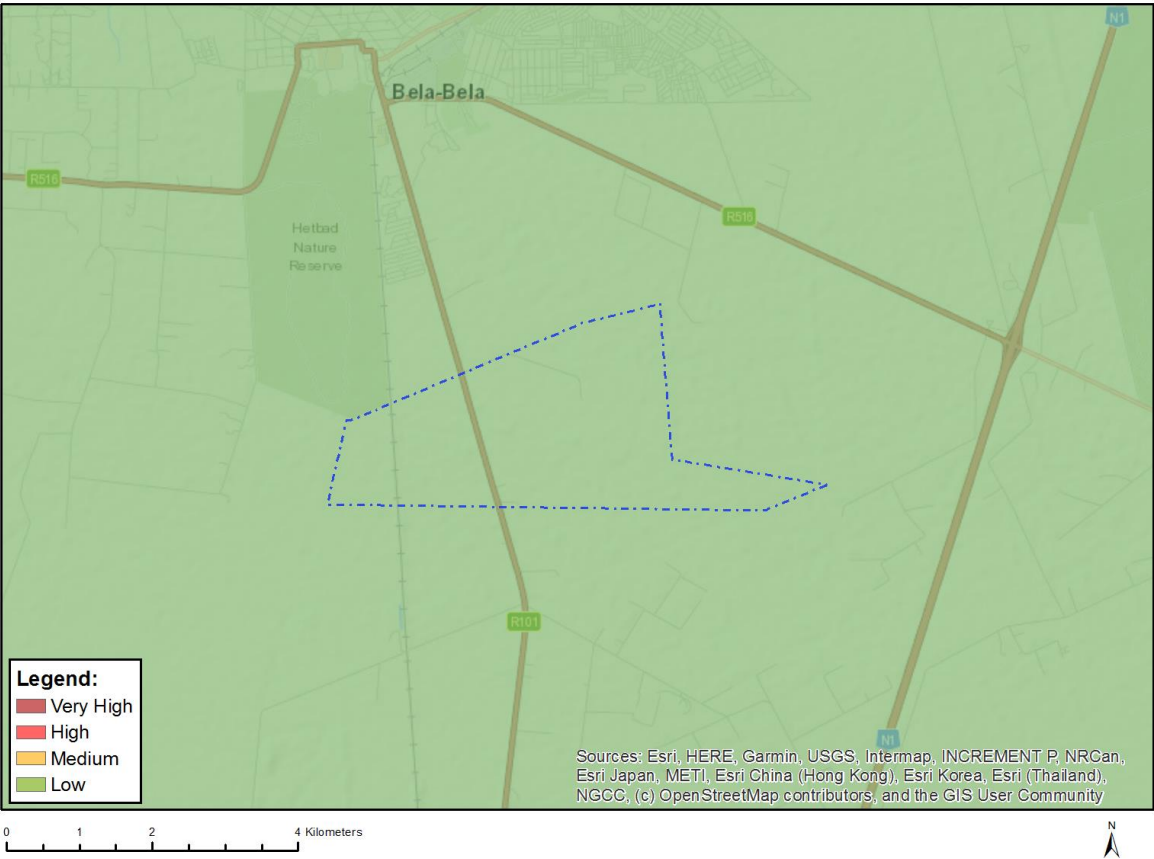 N1
Bela-Bela
R516
R516
Hetbad
Nature
Reserve
R101
Legend:
Very High
High
Medium
Low
N1
Sources: Esri, HERE, Garmin, USGS, Intermap, INCREMENT P, NRCan,
Esri Japan, METI, Esri China (Hong Kong), Esri Korea, Esri (Thailand),
NGCC, (c) OpenStreetMap contributors, and the GIS User Community
0 1 2 4 Kilometers
N